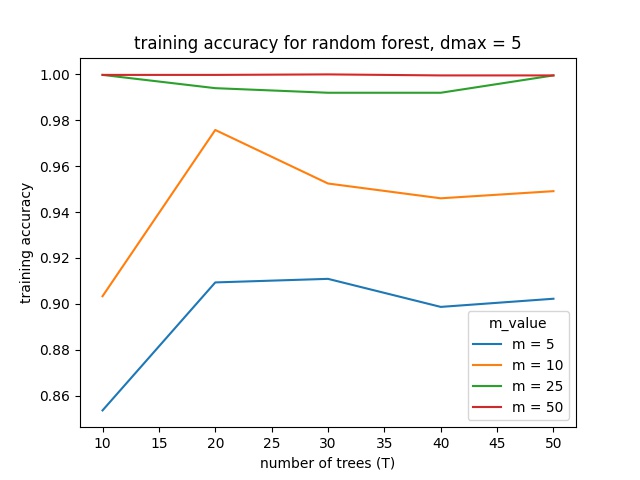 training accuracy for random forest, dmax = 5
training accuracy
1.00
0.98
0.96
0.94
0.92
0.90
0.88
0.86
m_value
m = 5
m = 10
m = 25
m = 50
10 15 20 25 30 35 40 45 50
number of trees (T)